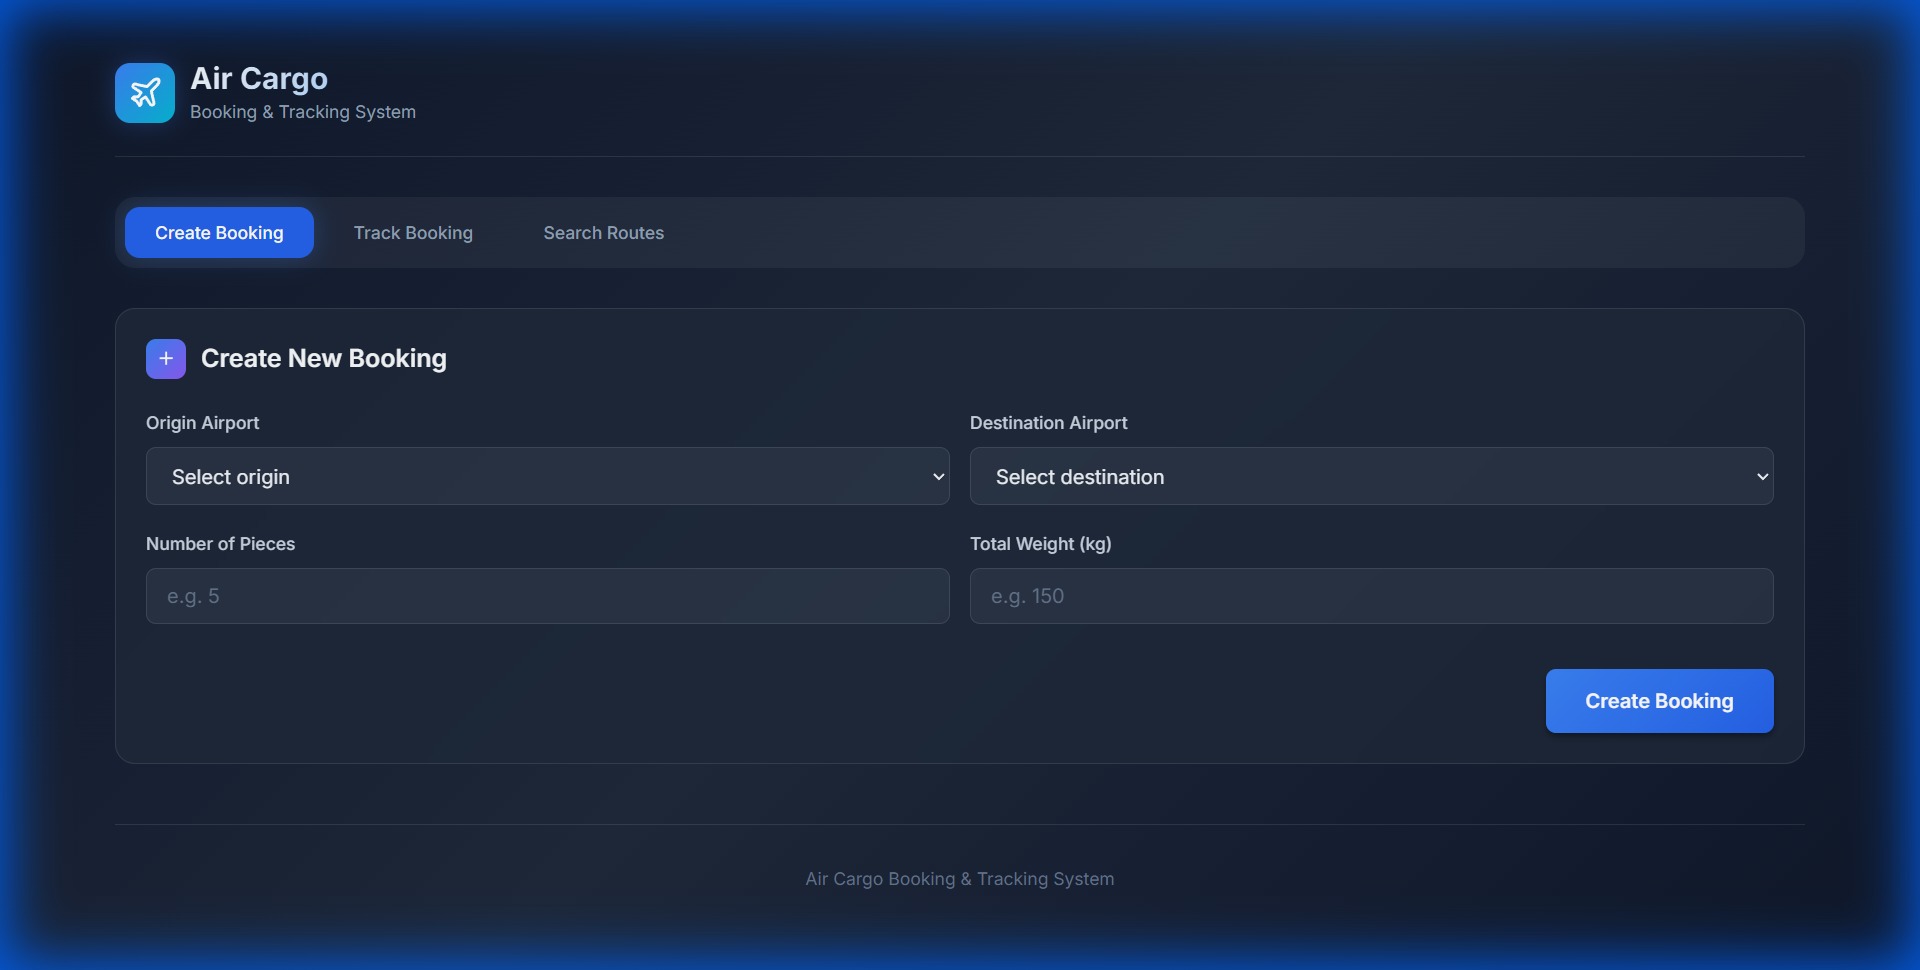 Air Cargo
Booking & Tracking System
Create Booking
Track Booking
Search Routes
+ Create New Booking
Origin Airport
Destination Airport
Select origin
Select destination
Number of Pieces
Total Weight (kg)
e.g. 5
e.g. 150
Create Booking
Air Cargo Booking & Tracking System